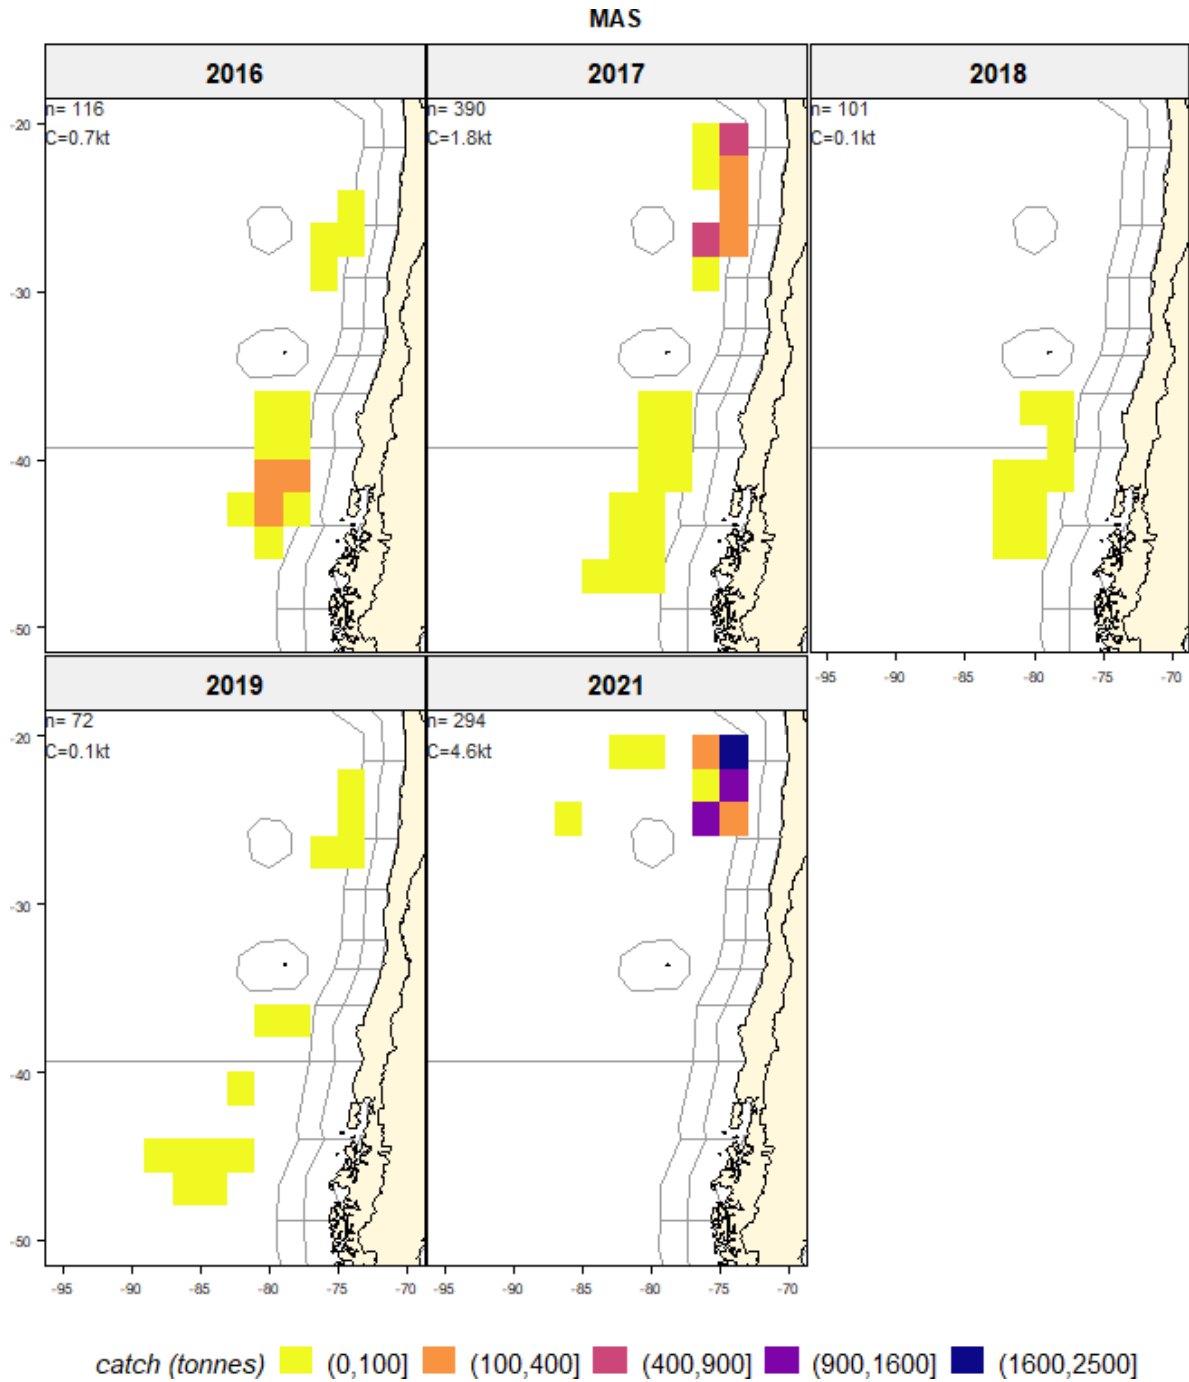 MAS
2016 2017 2018
n= 116 n= 390 n= 101
C=0.7kt C=1.8kt C=0.1kt
-20
-30
-40
-50
-95 -90 -85 -80 -75 -70
2019 2021
n= 72 n= 294
C=0.1kt C=4.6kt
-20
-30
-40
-50
-95 -90 -85 -80 -75 -70 -95 -90 -85 -80 -75 -70
catch (tonnes) (0,100] (100,400] (400,900] (900,1600] (1600,2500]